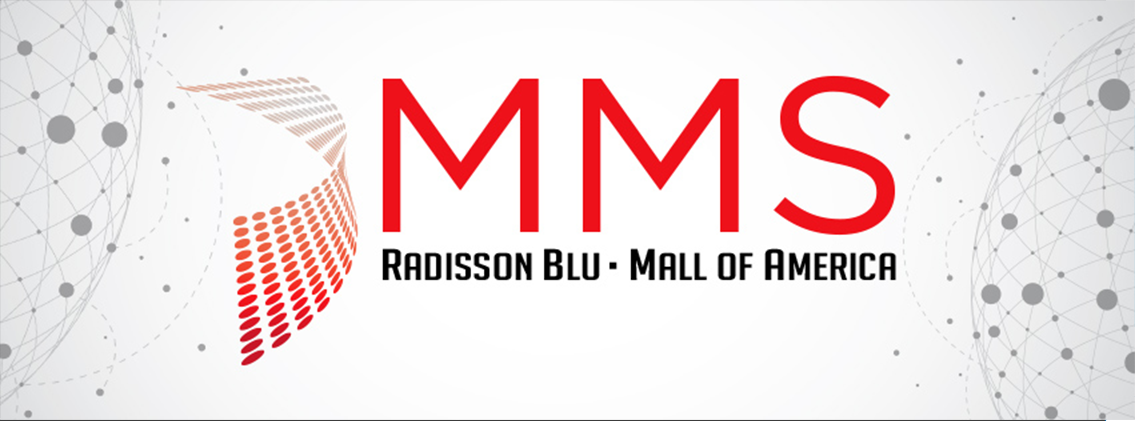 MMS
RADISSON BLU · MALL OF AMERICA